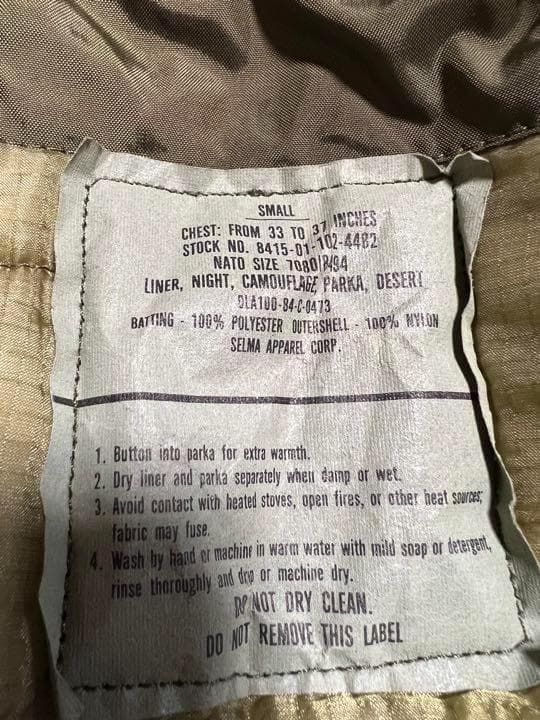 SMALL
CHEST: FROM 33 TO 37 INCHES
STOCK NO. 8415-01-102-4482
NATO SIZE 7080/8494
LINER, NIGHT, CAMOUFLAGE PARKA, DESERT
DLA100-84-C-0473
BATTING - 100% POLYESTER OUTERSHELL - 100% NYLON
SELMA APPAREL CORP.
1. Button into parka for extra warmth.
2. Dry liner and parka separately when damp or wet.
3. Avoid contact with heated stoves, open fires, or other heat sources;
fabric may fuse.
4. Wash by hand or machine in warm water with mild soap or detergent,
rinse thoroughly and drip or machine dry.
DO NOT DRY CLEAN.
DO NOT REMOVE THIS LABEL